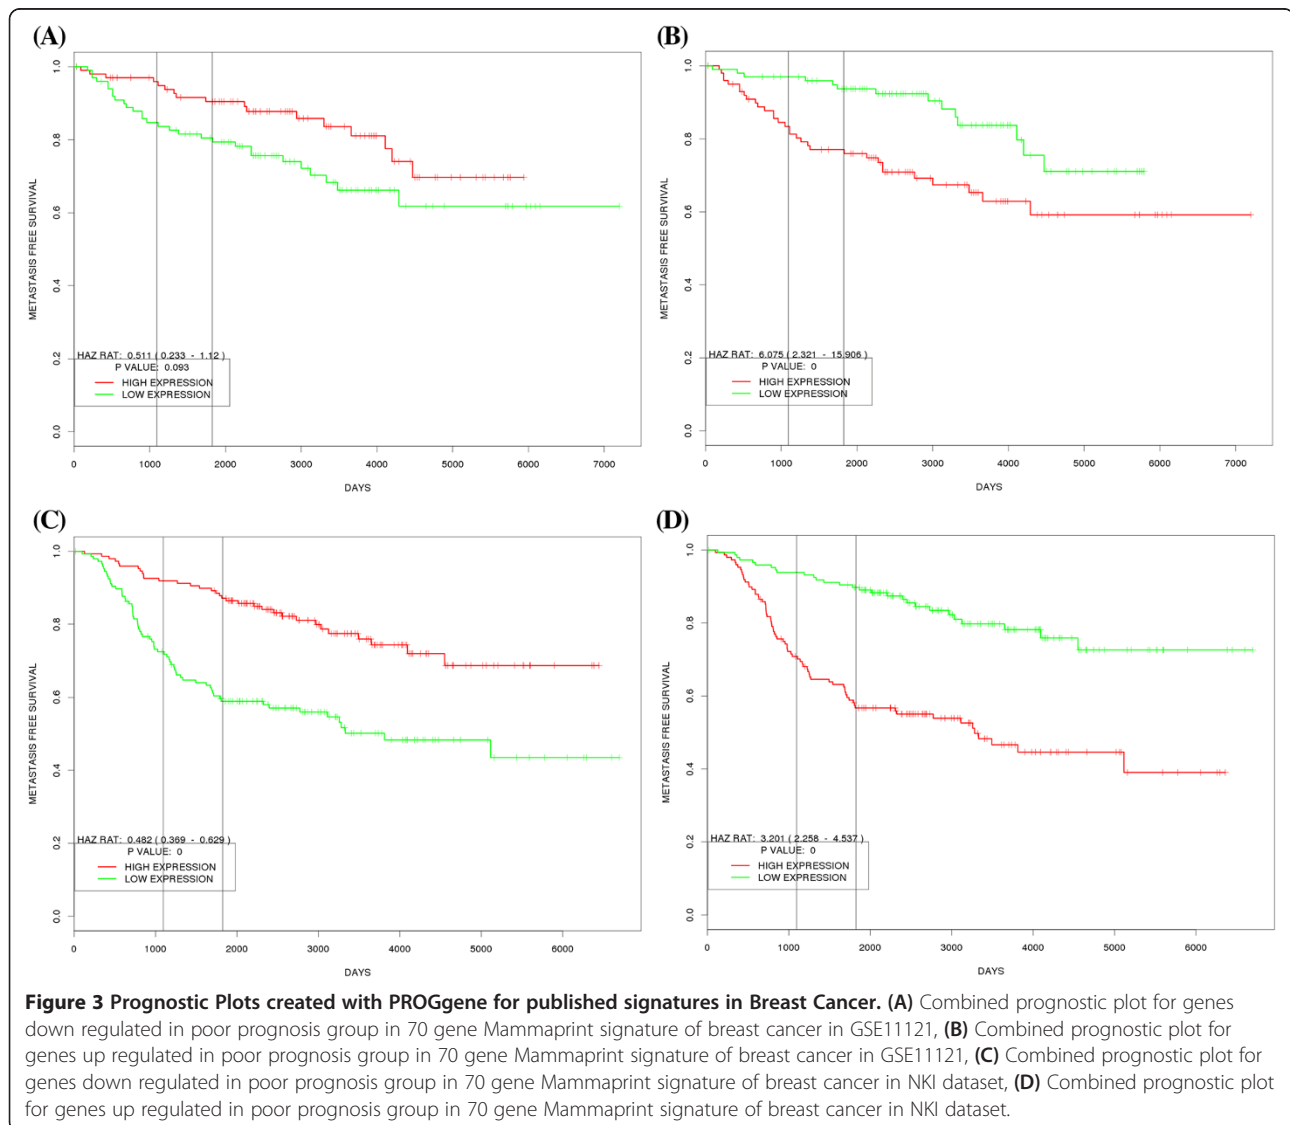 (A)
METASTASIS FREE SURVIVAL
1.0
0.8
0.6
0.4
0.2
0.0
HAZ RAT: 0.511 ( 0.233 - 1.12 )
P VALUE: 0.093
HIGH EXPRESSION
LOW EXPRESSION
0 1000 2000 3000 4000 5000 6000 7000
DAYS
(B)
METASTASIS FREE SURVIVAL
1.0
0.8
0.6
0.4
0.2
0.0
HAZ RAT: 6.075 ( 2.321 - 15.906 )
P VALUE: 0
HIGH EXPRESSION
LOW EXPRESSION
0 1000 2000 3000 4000 5000 6000 7000
DAYS
(C)
METASTASIS FREE SURVIVAL
1.0
0.8
0.6
0.4
0.2
0.0
HAZ RAT: 0.482 ( 0.369 - 0.629 )
P VALUE: 0
HIGH EXPRESSION
LOW EXPRESSION
0 1000 2000 3000 4000 5000 6000
DAYS
(D)
METASTASIS FREE SURVIVAL
1.0
0.8
0.6
0.4
0.2
0.0
HAZ RAT: 3.201 ( 2.258 - 4.537 )
P VALUE: 0
HIGH EXPRESSION
LOW EXPRESSION
0 1000 2000 3000 4000 5000 6000
DAYS
Figure 3 Prognostic Plots created with PROGgene for published signatures in Breast Cancer. (A) Combined prognostic plot for genes
down regulated in poor prognosis group in 70 gene Mammaprint signature of breast cancer in GSE11121, (B) Combined prognostic plot for
genes up regulated in poor prognosis group in 70 gene Mammaprint signature of breast cancer in GSE11121, (C) Combined prognostic plot for
genes down regulated in poor prognosis group in 70 gene Mammaprint signature of breast cancer in NKI dataset, (D) Combined prognostic plot
for genes up regulated in poor prognosis group in 70 gene Mammaprint signature of breast cancer in NKI dataset.